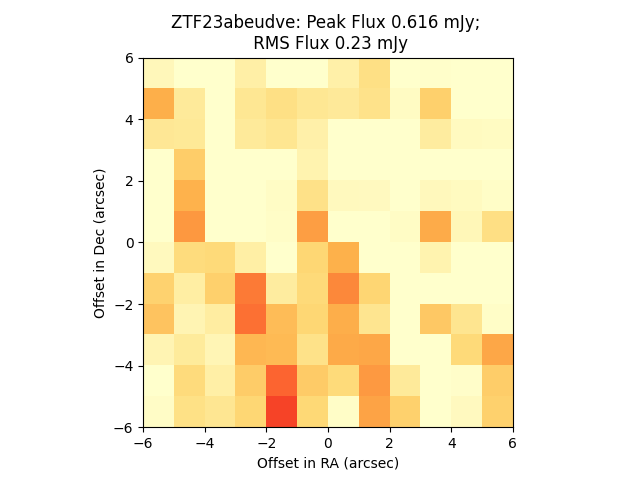 ZTF23abeudve: Peak Flux 0.616 mJy;
RMS Flux 0.23 mJy
6
4
2
0
−2
−4
−6
Offset in Dec (arcsec)
−6 −4 −2 0 2 4 6
Offset in RA (arcsec)